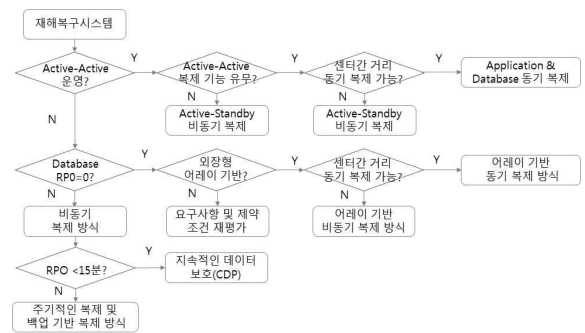 재해복구시스템
Active-Active
운영?
Y
Active-Active
복제 기능 유무?
Y
센터간 거리
동기 복제 가능?
Y
Application &
Database 동기 복제
N
N
N
Active-Standby
비동기 복제
Active-Standby
비동기 복제
Database
RP0=0?
Y
외장형
어레이 기반?
Y
센터간 거리
동기 복제 가능?
Y
어레이 기반
동기 복제 방식
N
N
N
비동기
복제 방식
요구사항 및 제약
조건 재평가
어레이 기반
비동기 복제 방식
RPO <15분?
Y
지속적인 데이터
보호(CDP)
N
주기적인 복제 및
백업 기반 복제 방식